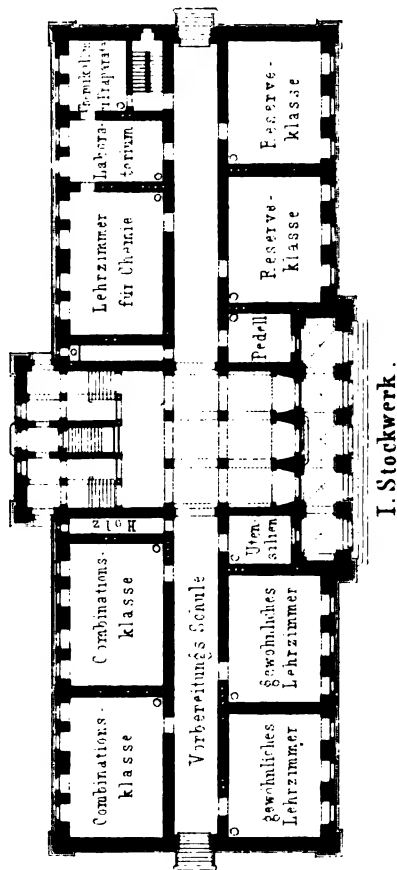 Combinations-
klasse
Combinations-
klasse
Holz
Lehrzimmer
für Chemie
Labora-
torium
Vorbereitungs Schule
gewöhnliches
Lehrzimmer
gewöhnliches
Lehrzimmer
Uten-
silien
Pedell
Reserve-
klasse
Reserve-
klasse
I. Stockwerk.